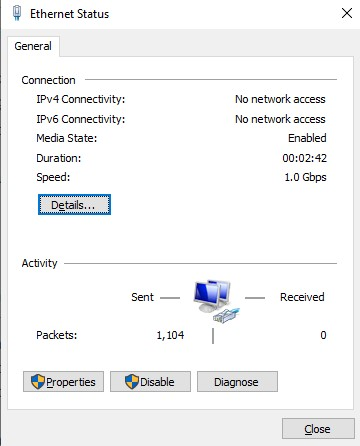 Ethernet Status
General
Connection
IPv4 Connectivity: No network access
IPv6 Connectivity: No network access
Media State: Enabled
Duration: 00:02:42
Speed: 1.0 Gbps
Details...
Activity
Sent Received
Packets: 1,104 0
Properties Disable Diagnose
Close